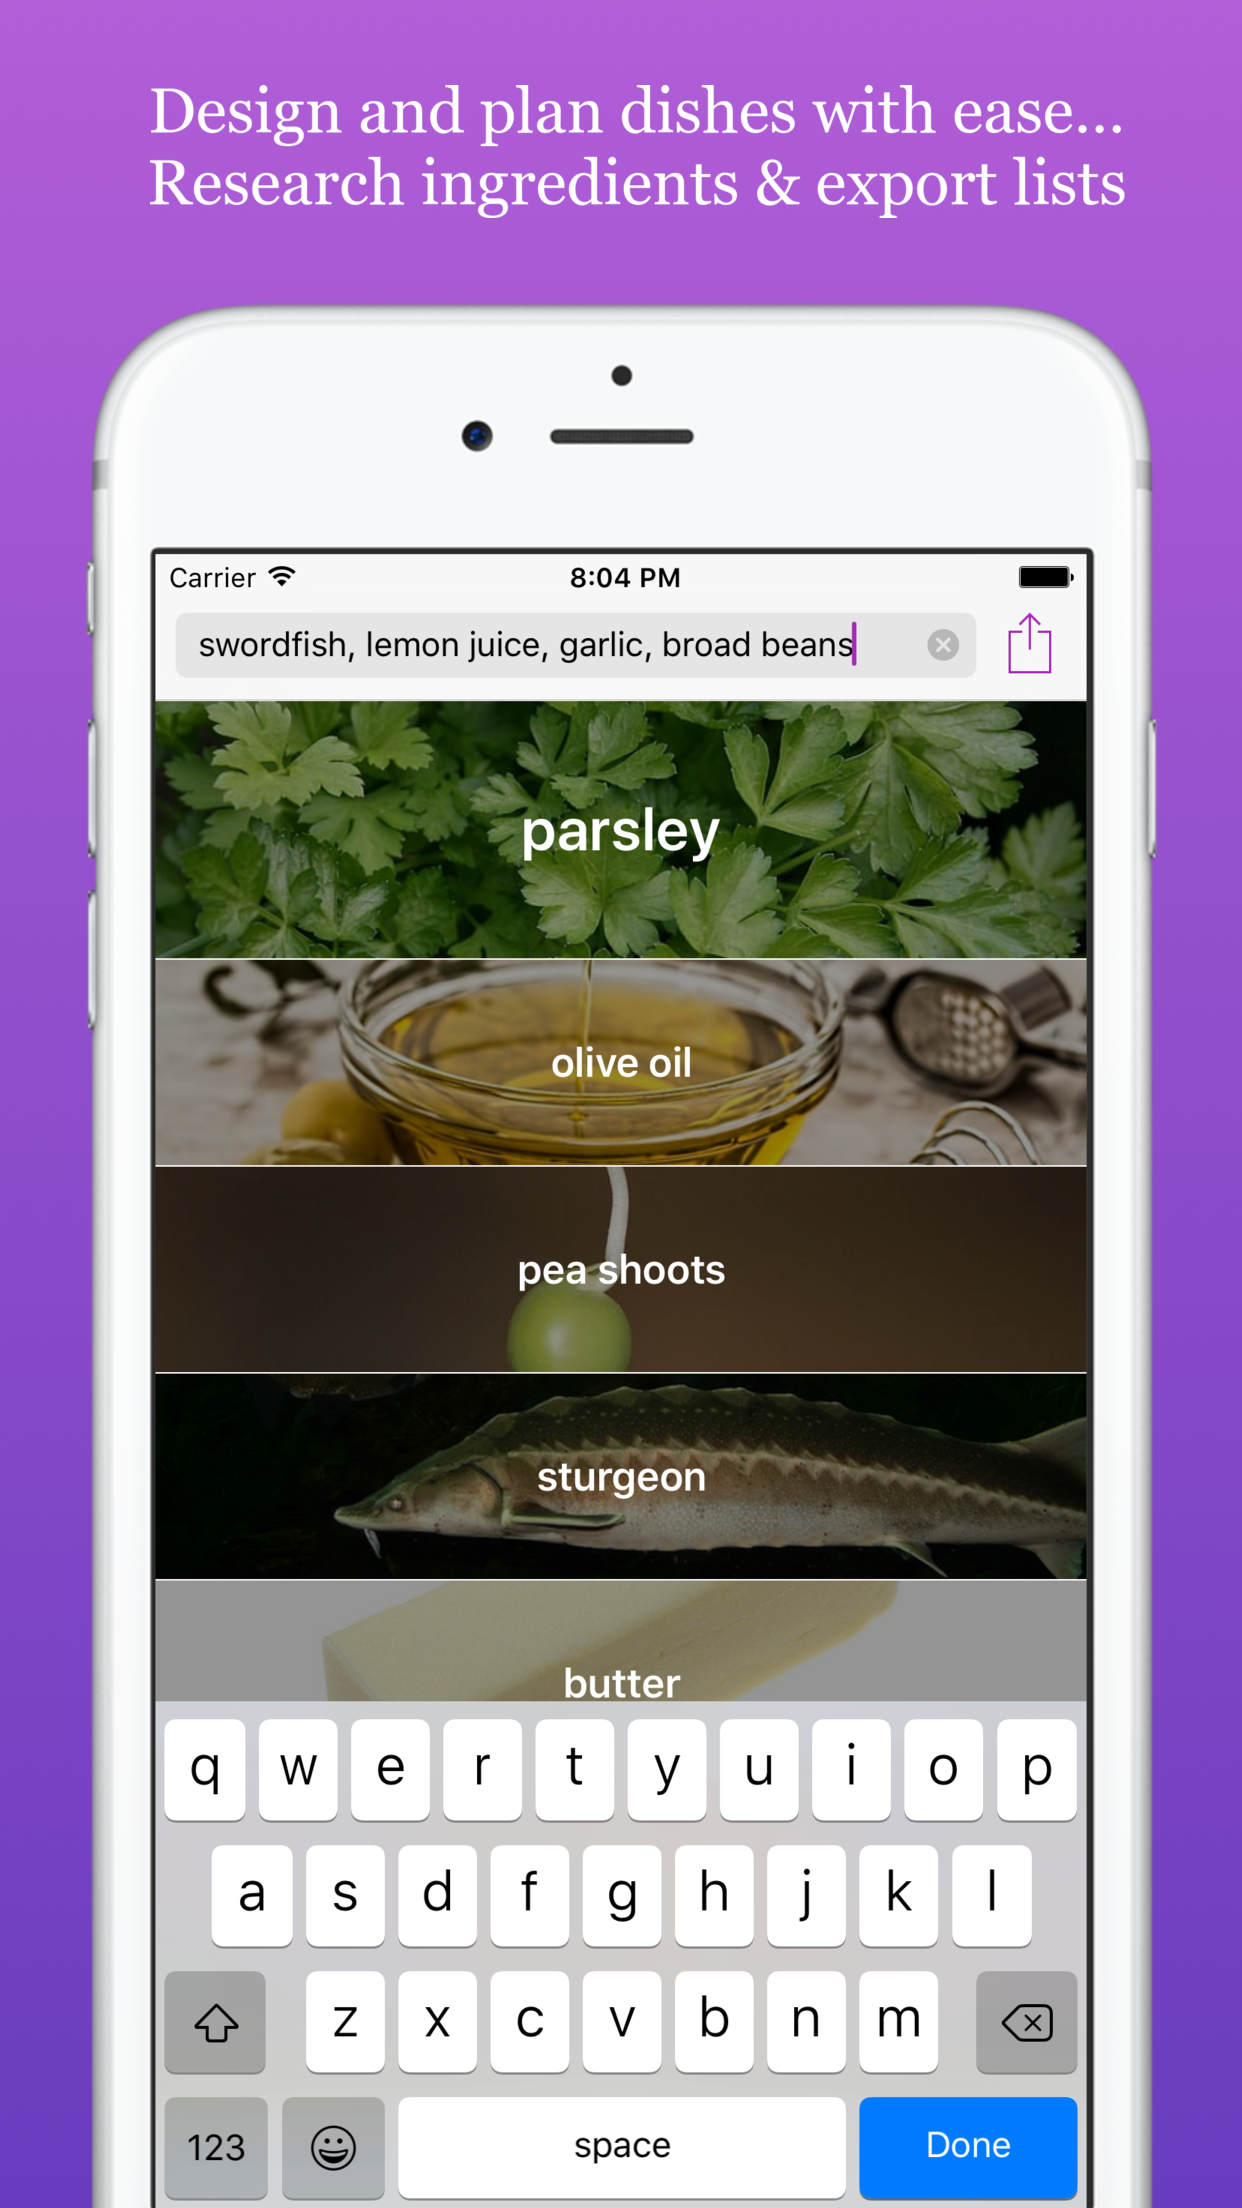 Design and plan dishes with ease...
Research ingredients & export lists
Carrier 8:04 PM
swordfish, lemon juice, garlic, broad beans
parsley
olive oil
pea shoots
sturgeon
butter
q w e r t y u i o p
a s d f g h j k l
z x c v b n m
123 space Done